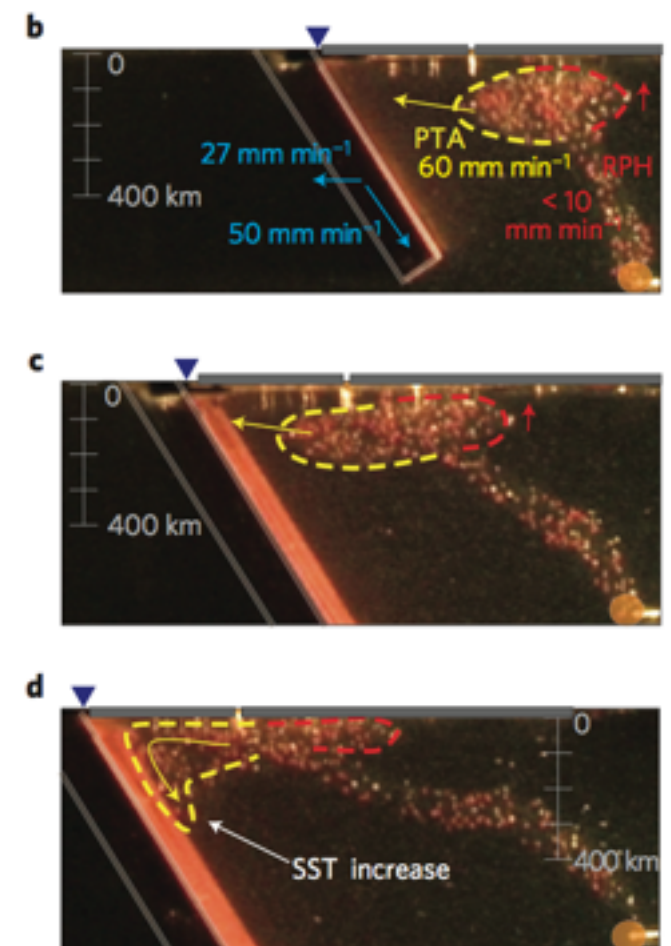 b
0
27 mm min⁻¹
PTA
60 mm min⁻¹
RPH
400 km
< 10
mm min⁻¹
50 mm min⁻¹
c
0
400 km
d
0
400 km
SST increase